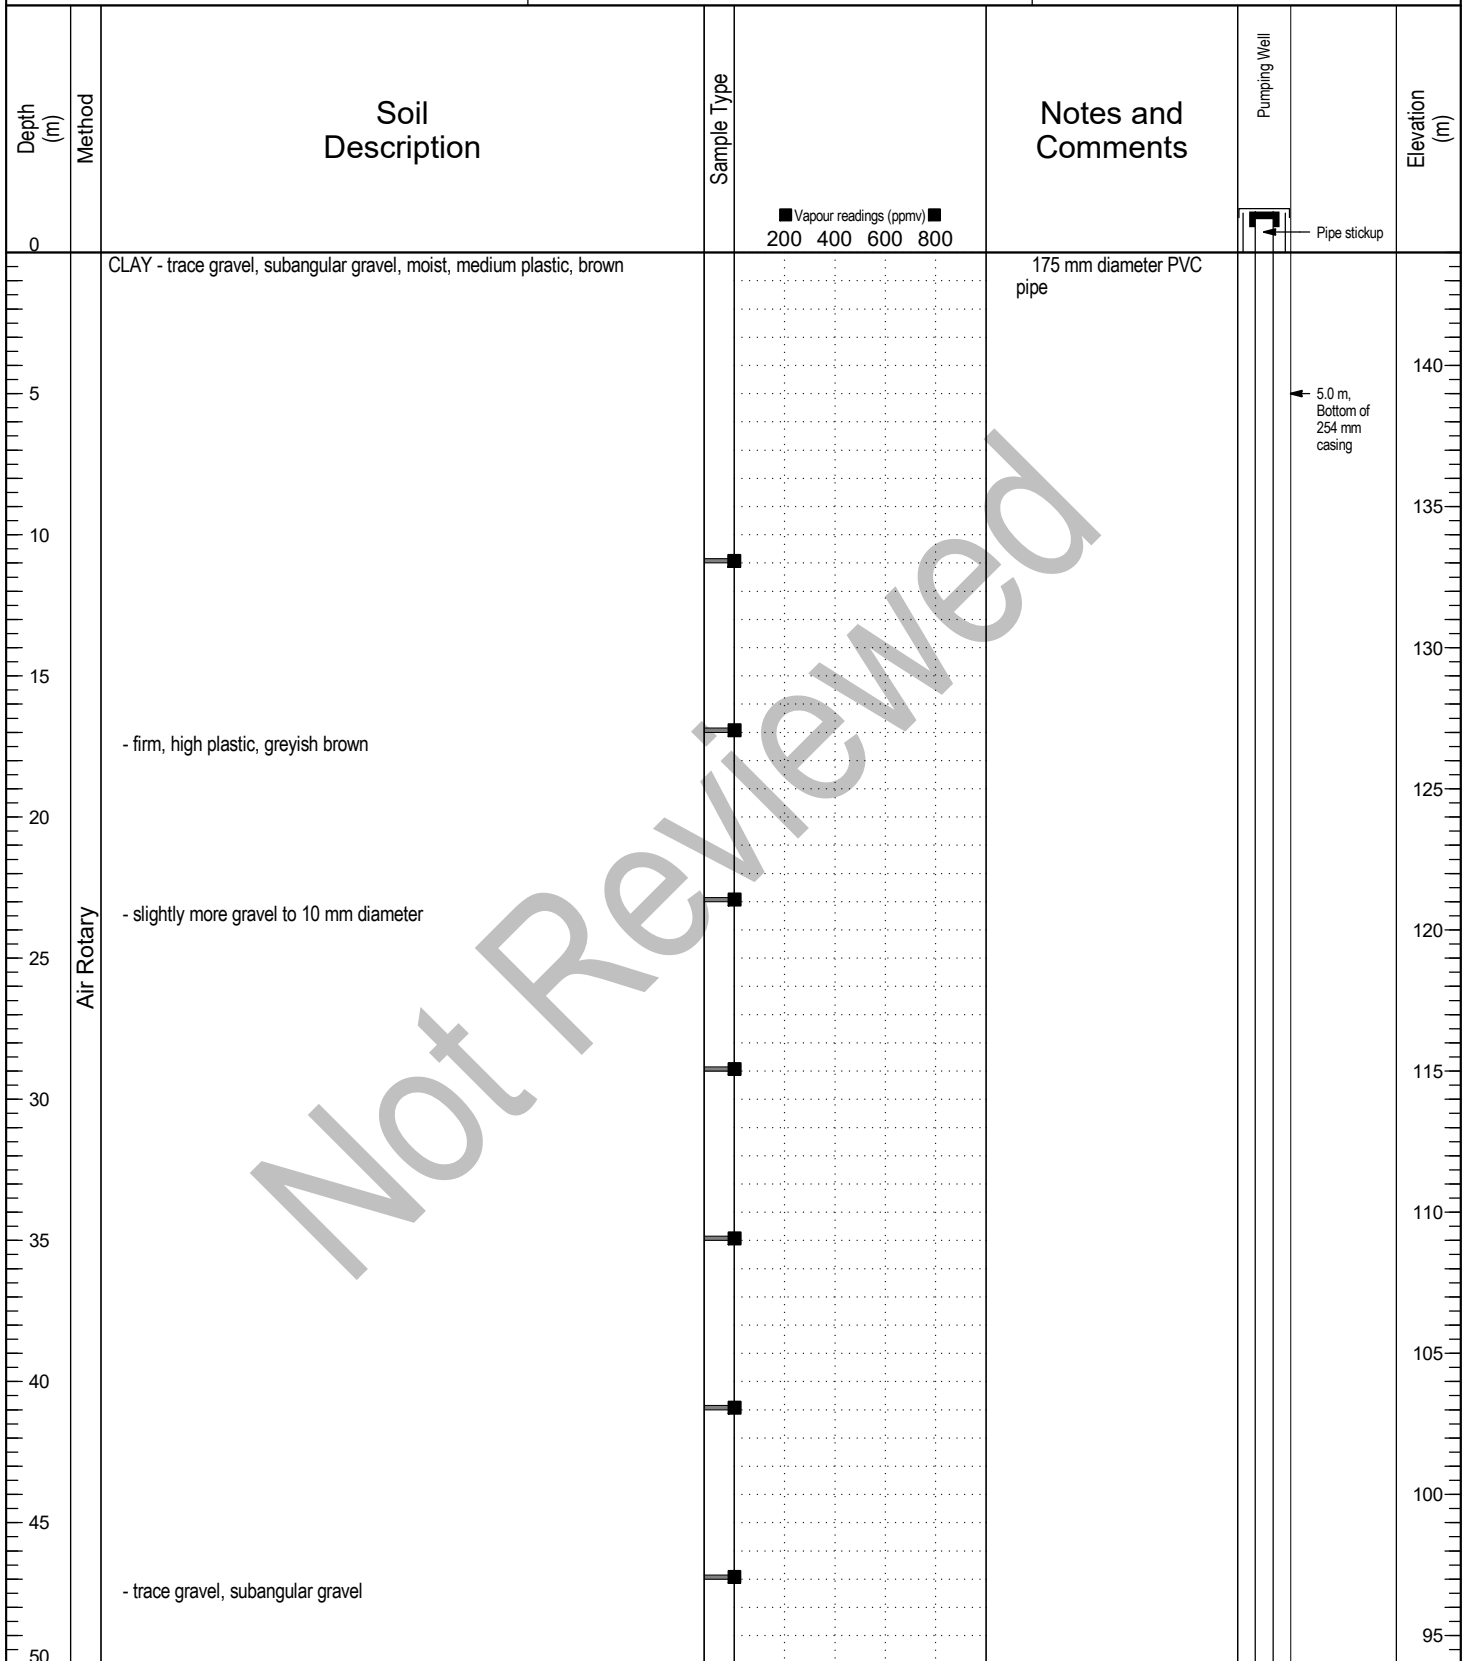 Depth
(m)
Method
Soil
Description
Sample Type
■ Vapour readings (ppmv) ■
200 400 600 800
Notes and
Comments
Pumping Well
Elevation
(m)
Pipe stickup
0
CLAY - trace gravel, subangular gravel, moist, medium plastic, brown
175 mm diameter PVC
pipe
140
5
5.0 m,
Bottom of
254 mm
casing
135
10
130
15
- firm, high plastic, greyish brown
125
20
- slightly more gravel to 10 mm diameter
120
25
Air Rotary
115
30
110
35
105
40
100
45
- trace gravel, subangular gravel
95
50
Not Reviewed